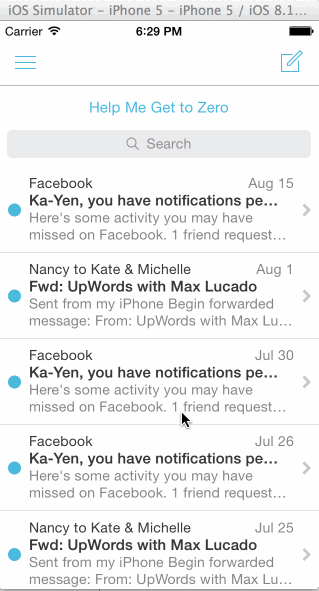 iOS Simulator - iPhone 5 - iPhone 5 / iOS 8.1...
Carrier 6:29 PM
Help Me Get to Zero
Search
Facebook Aug 15
Ka-Yen, you have notifications pe...
Here's some activity you may have
missed on Facebook. 1 friend request...
Nancy to Kate & Michelle Aug 1
Fwd: UpWords with Max Lucado
Sent from my iPhone Begin forwarded
message: From: UpWords with Max Lu...
Facebook Jul 30
Ka-Yen, you have notifications pe...
Here's some activity you may have
missed on Facebook. 1 friend request...
Facebook Jul 26
Ka-Yen, you have notifications pe...
Here's some activity you may have
missed on Facebook. 1 friend request...
Nancy to Kate & Michelle Jul 25
Fwd: UpWords with Max Lucado
Sent from my iPhone Begin forwarded
message: From: UpWords with Max Lu...